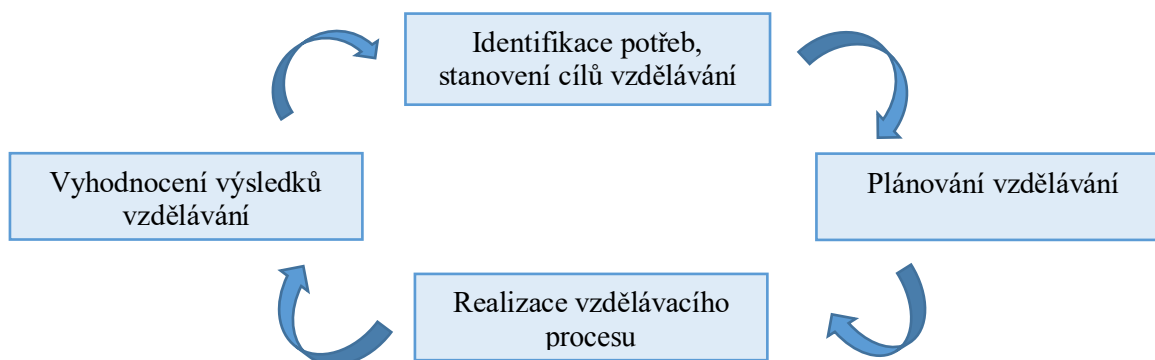 Identifikace potřeb,
stanovení cílů vzdělávání
Plánování vzdělávání
Realizace vzdělávacího
procesu
Vyhodnocení výsledků
vzdělávání